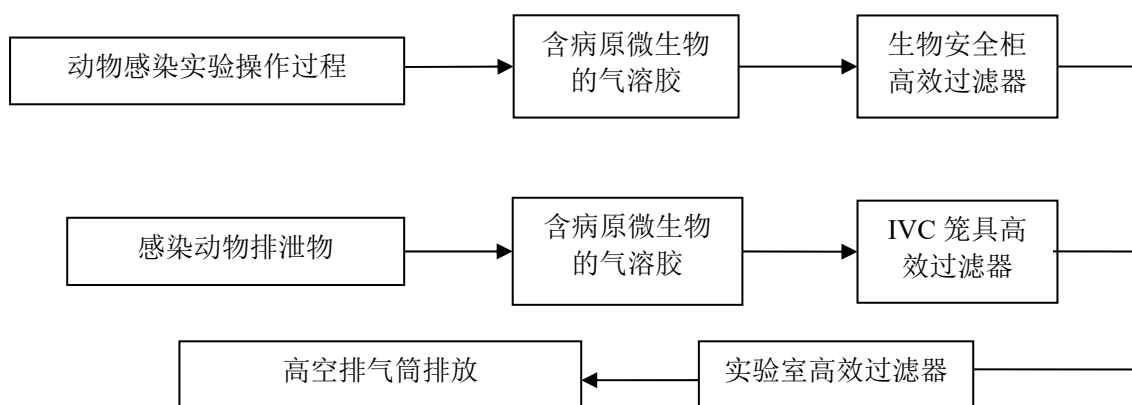 动物感染实验操作过程
含病原微生物
的气溶胶
生物安全柜
高效过滤器
感染动物排泄物
含病原微生物
的气溶胶
IVC 笼具高
效过滤器
高空排气筒排放
实验室高效过滤器